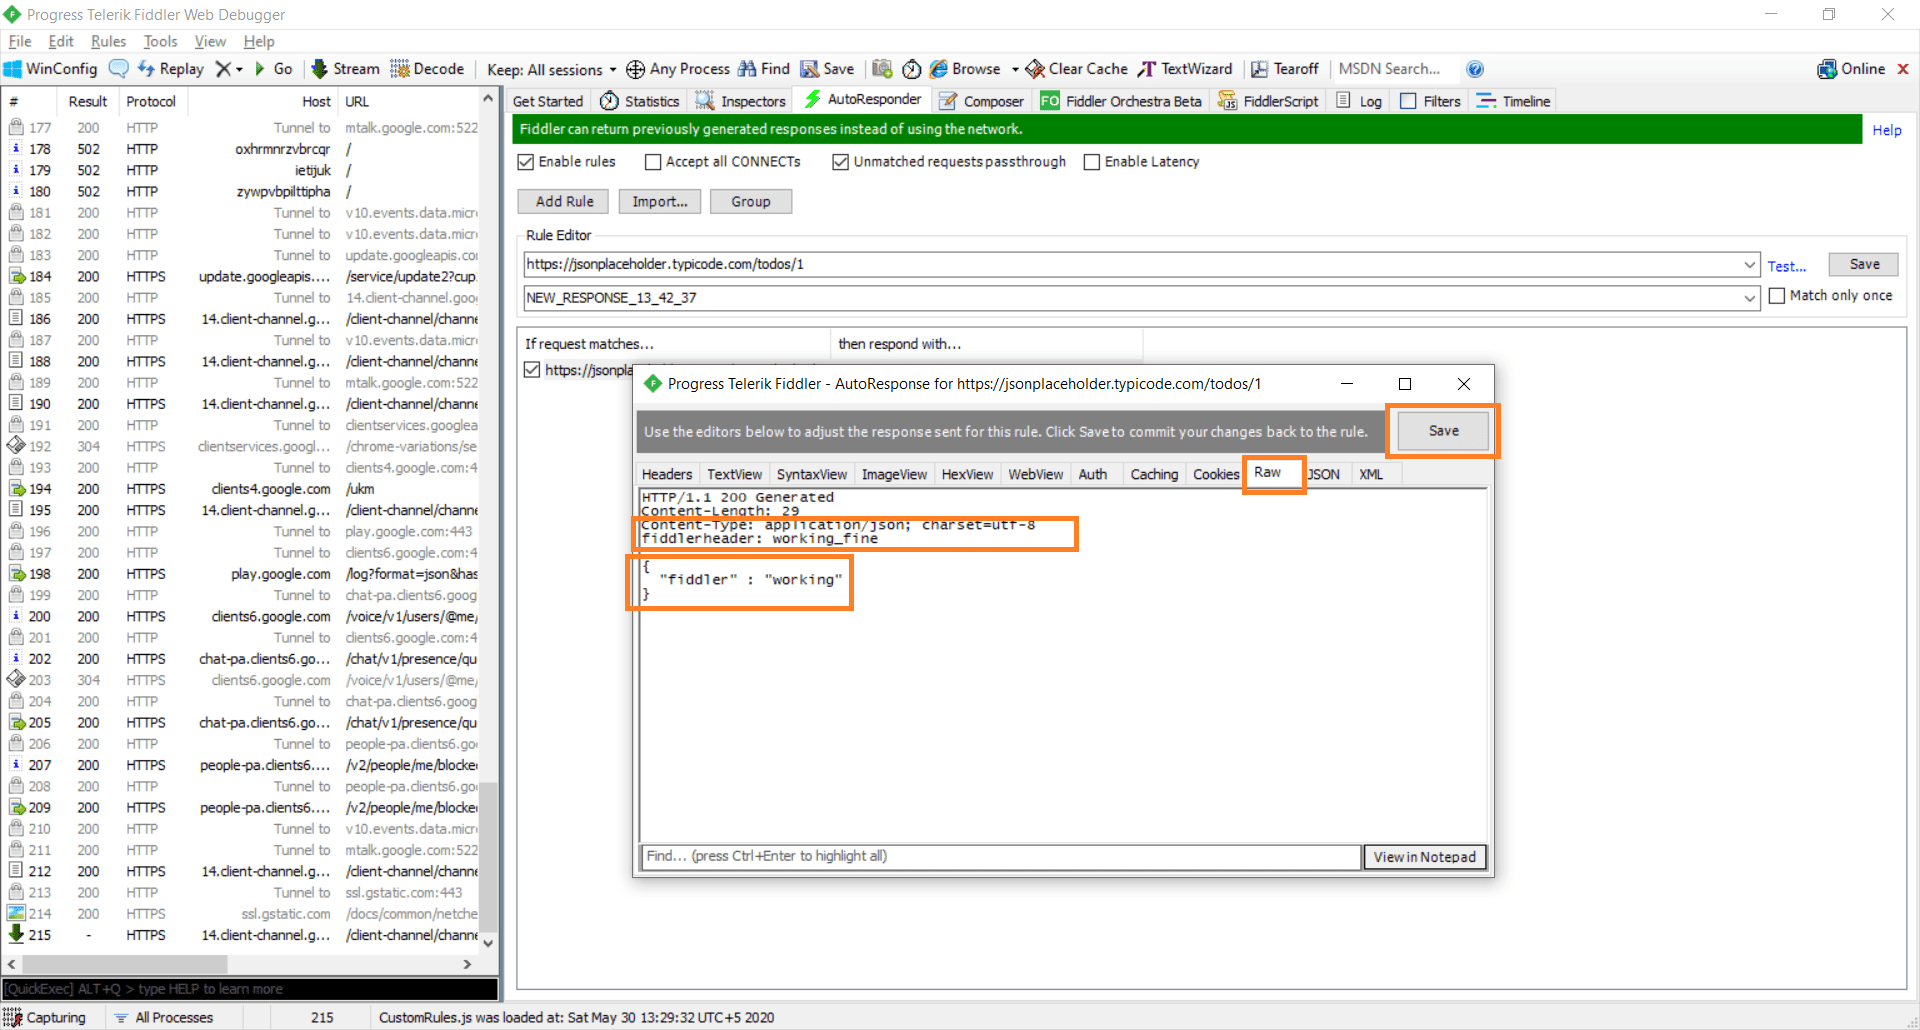 Progress Telerik Fiddler Web Debugger
File Edit Rules Tools View Help
WinConfig Replay Go Stream Decode Keep: All sessions Any Process Find Save Browse Clear Cache TextWizard Tearoff MSDN Search... Online
# Result Protocol Host URL
177 200 HTTP Tunnel to mtalk.google.com:522
178 502 HTTP oxhrmnrzvbrcqr /
179 502 HTTP ietijuk /
180 502 HTTP zywpvbpilttipha /
181 200 HTTP Tunnel to v10.events.data.micr
182 200 HTTP Tunnel to v10.events.data.micr
183 200 HTTP Tunnel to update.googleapis.co
184 200 HTTPS update.googleapis.... /service/update2?cup
185 200 HTTP Tunnel to 14.client-channel.goo
186 200 HTTPS 14.client-channel.g... /client-channel/channe
187 200 HTTP Tunnel to v10.events.data.micr
188 200 HTTPS 14.client-channel.g... /client-channel/channe
189 200 HTTP Tunnel to mtalk.google.com:522
190 200 HTTPS 14.client-channel.g... /client-channel/channe
191 200 HTTP Tunnel to clientservices.googlea
192 304 HTTPS clientservices.googl... /chrome-variations/se
193 200 HTTP Tunnel to clients4.google.com:4
194 200 HTTPS clients4.google.com /ukm
195 200 HTTPS 14.client-channel.g... /client-channel/channe
196 200 HTTP Tunnel to play.google.com:443
197 200 HTTP Tunnel to clients6.google.com:4
198 200 HTTPS play.google.com /log?format=json&has
199 200 HTTP Tunnel to chat-pa.clients6.goog
200 200 HTTPS clients6.google.com /voice/v1/users/@me/
201 200 HTTP Tunnel to clients6.google.com:4
202 200 HTTPS chat-pa.clients6.go... /chat/v1/presence/qu
203 304 HTTPS clients6.google.com /voice/v1/users/@me/
204 200 HTTP Tunnel to chat-pa.clients6.goog
205 200 HTTPS chat-pa.clients6.go... /chat/v1/presence/qu
206 200 HTTP Tunnel to people-pa.clients6.go
207 200 HTTPS people-pa.clients6.... /v2/people/me/blocke
208 200 HTTP Tunnel to people-pa.clients6.go
209 200 HTTPS people-pa.clients6.... /v2/people/me/blocke
210 200 HTTP Tunnel to v10.events.data.micr
211 200 HTTP Tunnel to mtalk.google.com:522
212 200 HTTPS 14.client-channel.g... /client-channel/channe
213 200 HTTP Tunnel to ssl.gstatic.com:443
214 200 HTTPS ssl.gstatic.com /docs/common/netche
215 - HTTPS 14.client-channel.g... /client-channel/channe
[QuickExec] ALT+Q > type HELP to learn more
Get Started Statistics Inspectors AutoResponder Composer FO Fiddler Orchestra Beta FiddlerScript Log Filters Timeline
Fiddler can return previously generated responses instead of using the network. Help
Enable rules Accept all CONNECTs Unmatched requests passthrough Enable Latency
Add Rule Import... Group
Rule Editor
https://jsonplaceholder.typicode.com/todos/1 Test... Save
NEW_RESPONSE_13_42_37 Match only once
If request matches... then respond with...
https://jsonpla
Progress Telerik Fiddler - AutoResponse for https://jsonplaceholder.typicode.com/todos/1
Use the editors below to adjust the response sent for this rule. Click Save to commit your changes back to the rule. Save
Headers TextView SyntaxView ImageView HexView WebView Auth Caching Cookies Raw JSON XML
HTTP/1.1 200 Generated
Content-Length: 29
Content-Type: application/json; charset=utf-8
fiddlerheader: working_fine
{
"fiddler" : "working"
}
Find... (press Ctrl+Enter to highlight all) View in Notepad
Capturing All Processes 215 CustomRules.js was loaded at: Sat May 30 13:29:32 UTC+5 2020